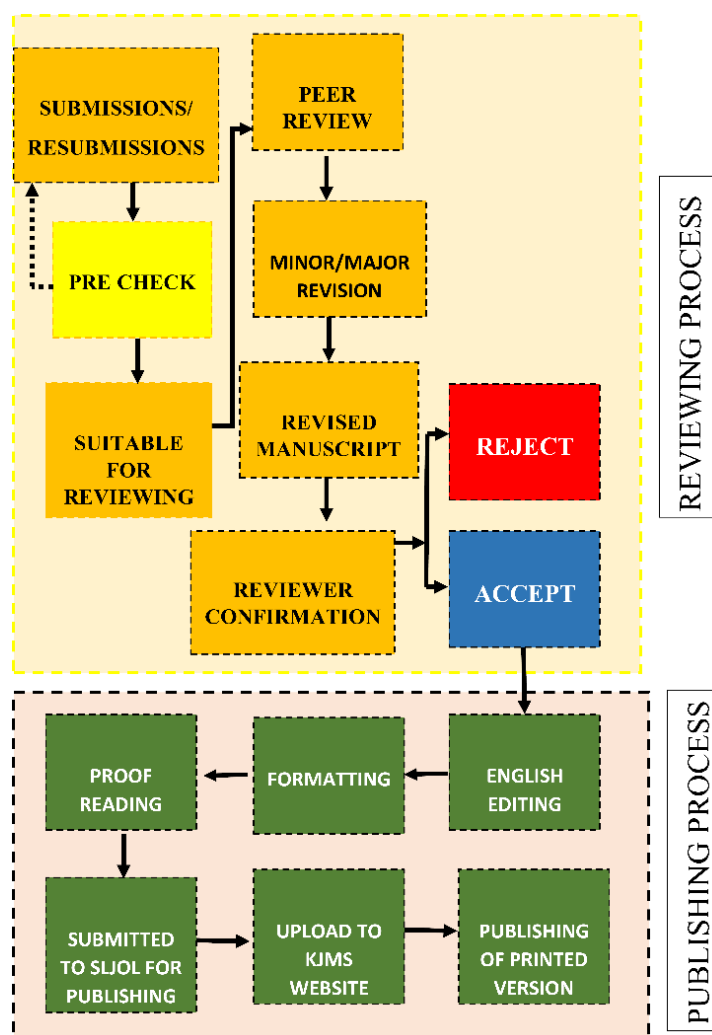 SUBMISSIONS/
RESUBMISSIONS
PRE CHECK
SUITABLE
FOR
REVIEWING
PEER
REVIEW
MINOR/MAJOR
REVISION
REVISED
MANUSCRIPT
REVIEWER
CONFIRMATION
REJECT
ACCEPT
REVIEWING PROCESS
ENGLISH
EDITING
FORMATTING
PROOF
READING
SUBMITTED
TO SLJOL FOR
PUBLISHING
UPLOAD TO
KJMS
WEBSITE
PUBLISHING
OF PRINTED
VERSION
PUBLISHING PROCESS